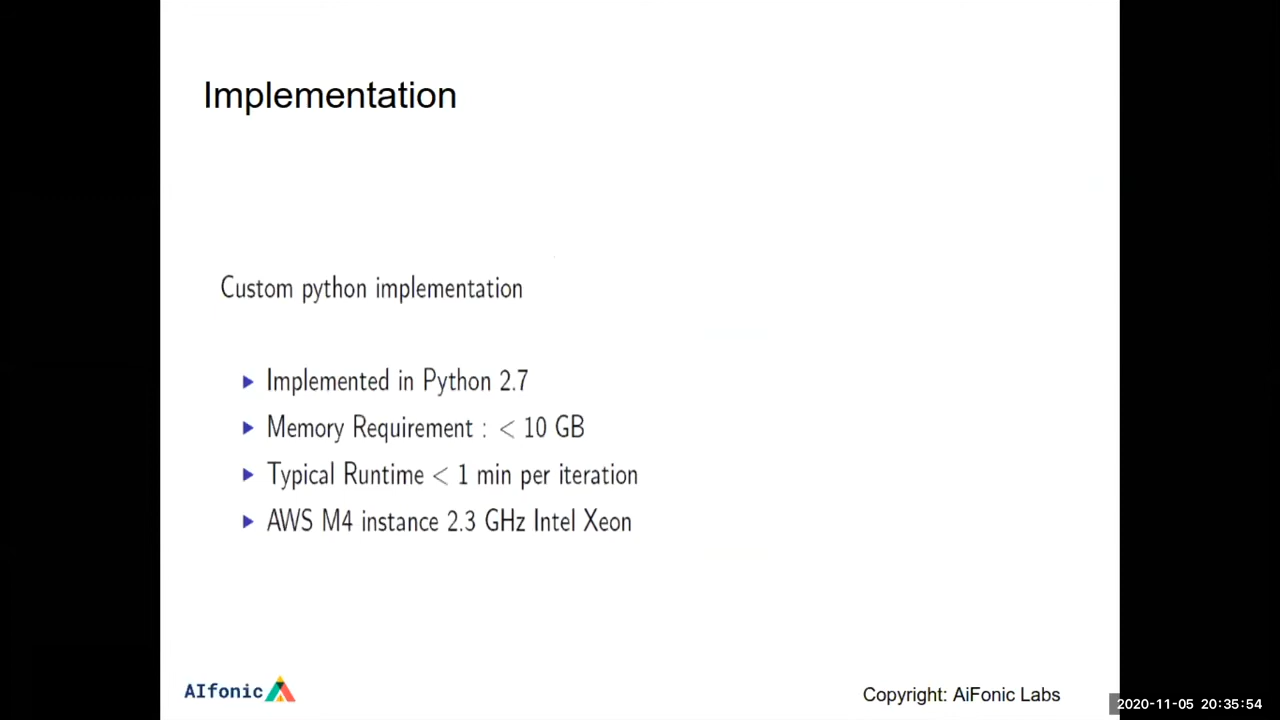 Implementation
Custom python implementation
Implemented in Python 2.7
Memory Requirement : < 10 GB
Typical Runtime < 1 min per iteration
AWS M4 instance 2.3 GHz Intel Xeon
AIfonic
Copyright: AiFonic Labs
2020-11-05 20:35:54